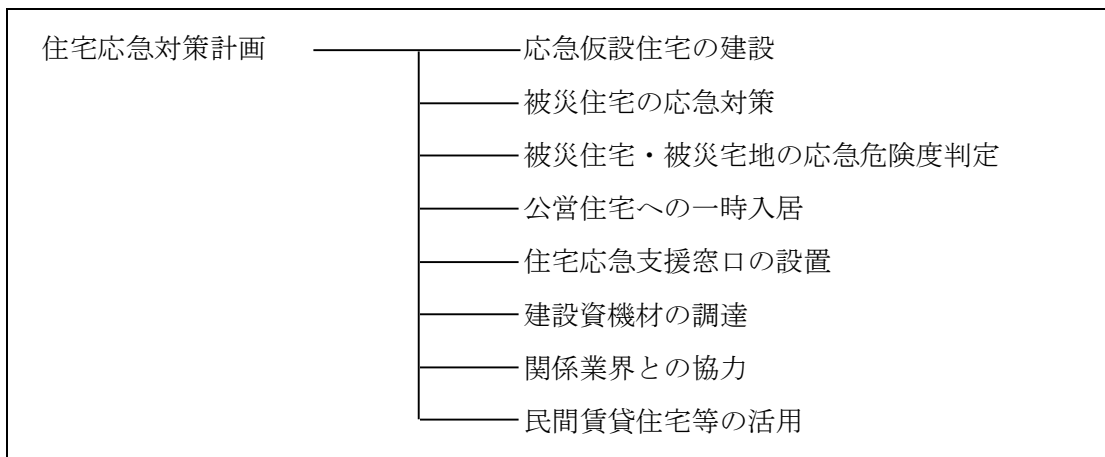 住宅応急対策計画
応急仮設住宅の建設
被災住宅の応急対策
被災住宅・被災宅地の応急危険度判定
公営住宅への一時入居
住宅応急支援窓口の設置
建設資機材の調達
関係業界との協力
民間賃貸住宅等の活用